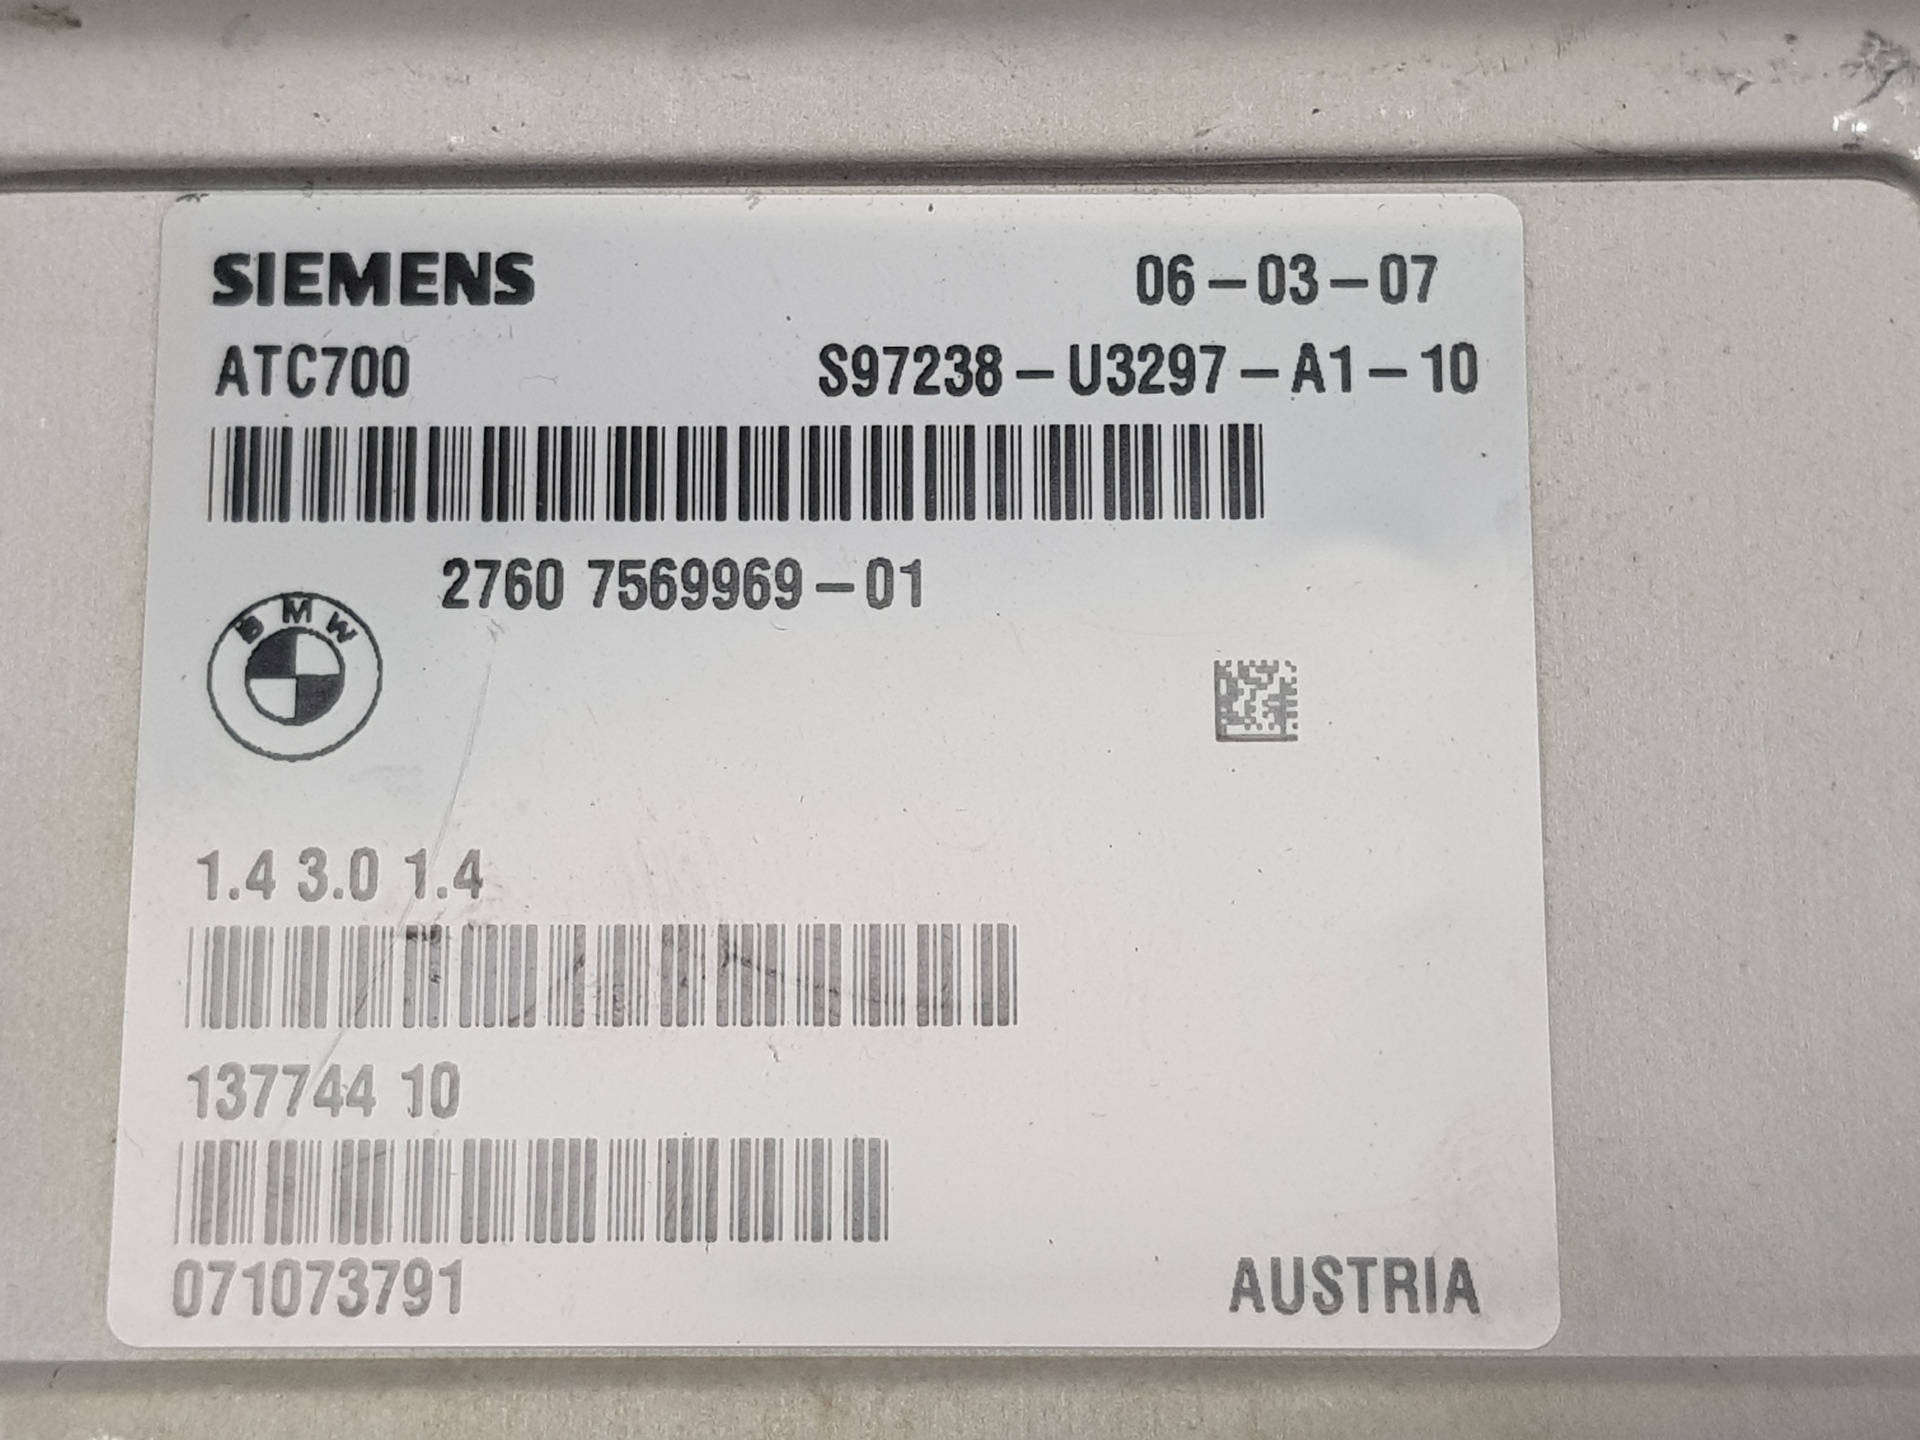 SIEMENS 06-03-07
ATC700 S97238-U3297-A1-10
2760 7569969-01
BMW
1.4 3.0 1.4
137744 10
071073791 AUSTRIA